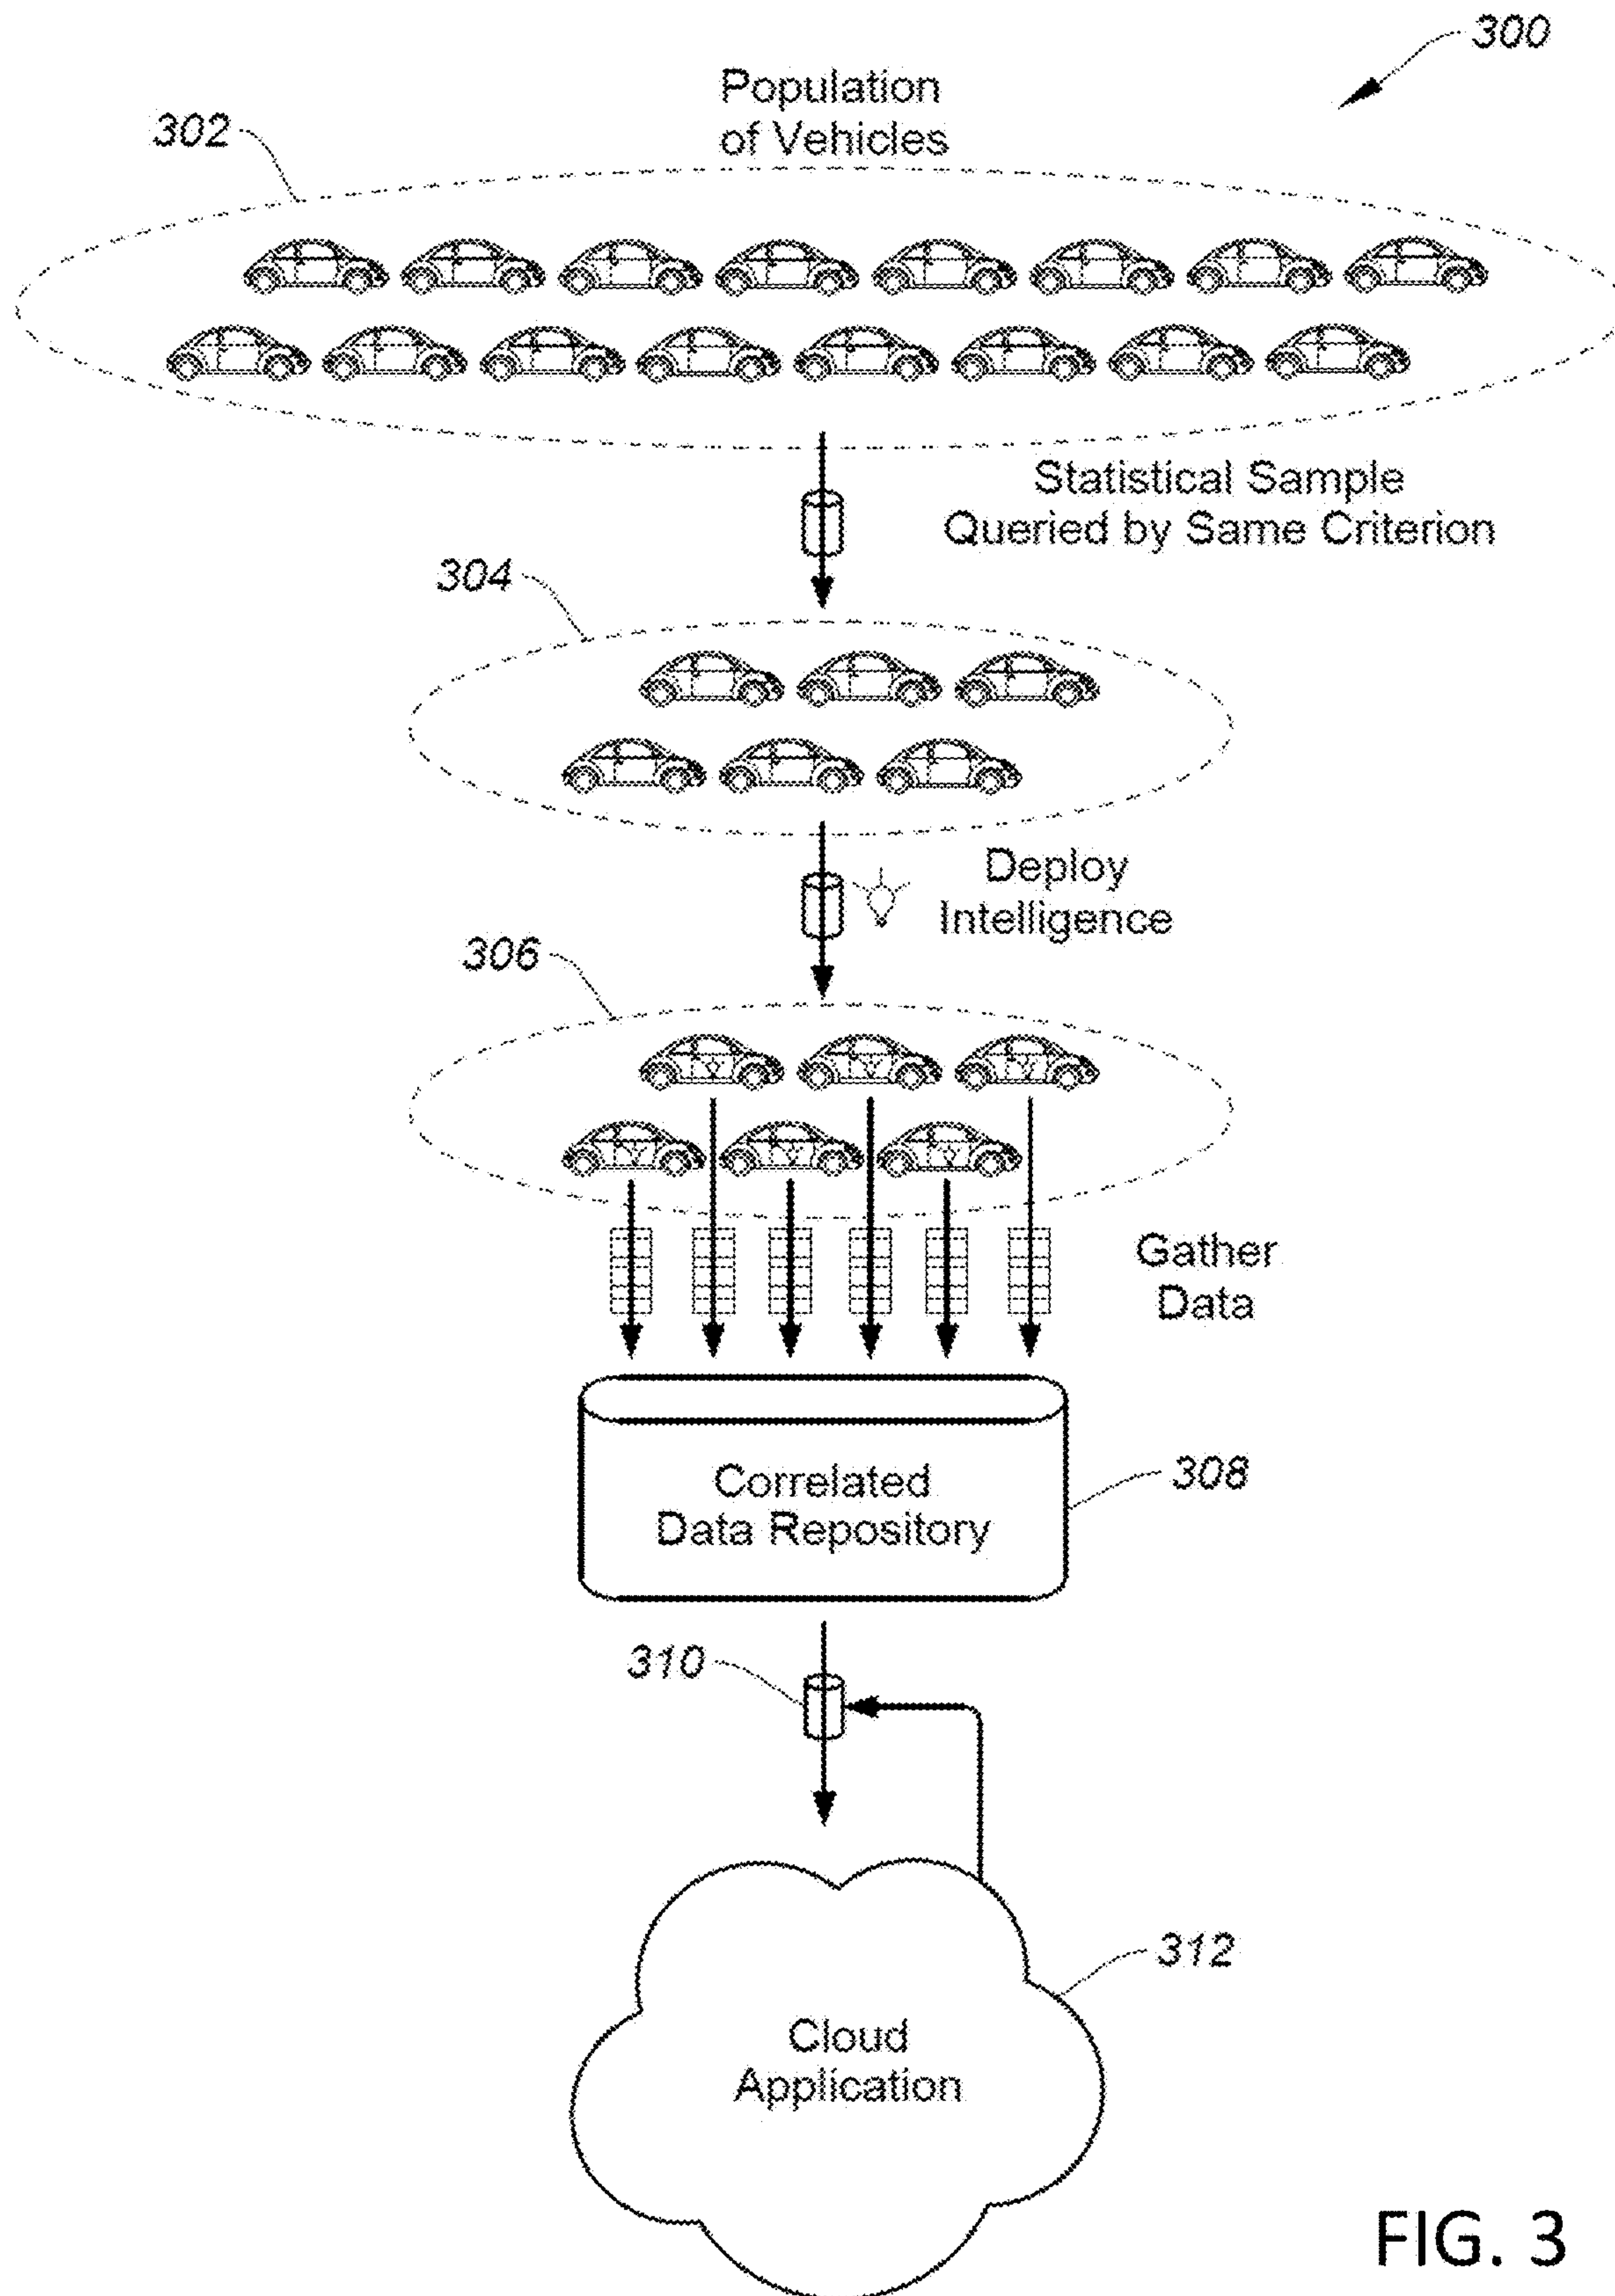 300
Population
of Vehicles
302
Statistical Sample
Queried by Same Criterion
304
Deploy
Intelligence
306
Gather
Data
Correlated
Data Repository
308
310
312
Cloud
Application
FIG. 3